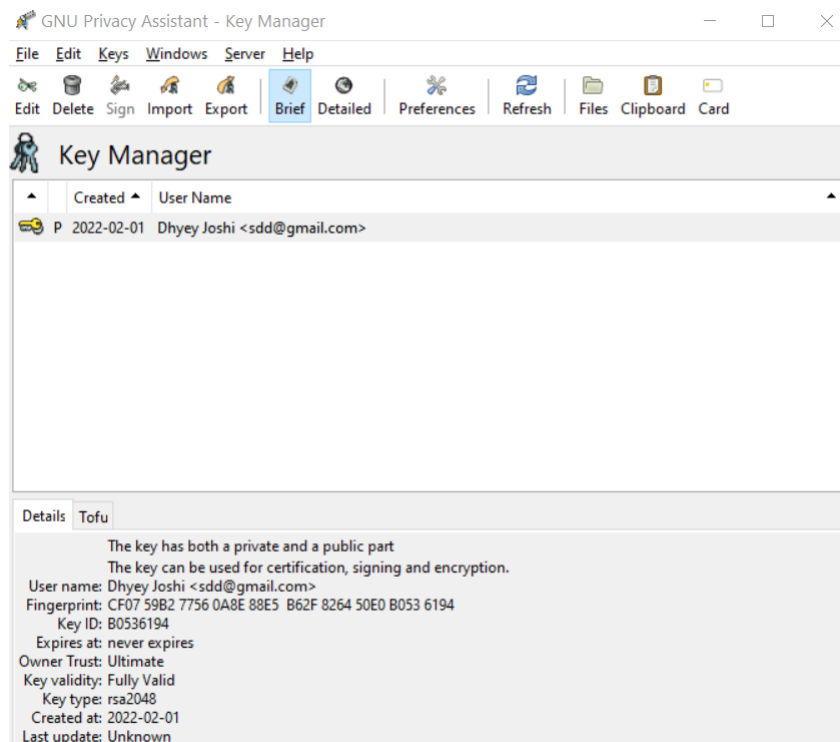 GNU Privacy Assistant - Key Manager
File Edit Keys Windows Server Help
Edit Delete Sign Import Export Brief Detailed Preferences Refresh Files Clipboard Card
Key Manager
Created User Name
P 2022-02-01 Dhyey Joshi <sdd@gmail.com>
Details Tofu
The key has both a private and a public part
The key can be used for certification, signing and encryption.
User name: Dhyey Joshi <sdd@gmail.com>
Fingerprint: CF07 59B2 7756 0A8E 88E5  B62F 8264 50E0 B053 6194
Key ID: B0536194
Expires at: never expires
Owner Trust: Ultimate
Key validity: Fully Valid
Key type: rsa2048
Created at: 2022-02-01
Last update: Unknown